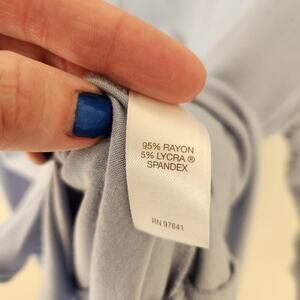 95% RAYON
5% LYCRA ®
SPANDEX
RN 97641